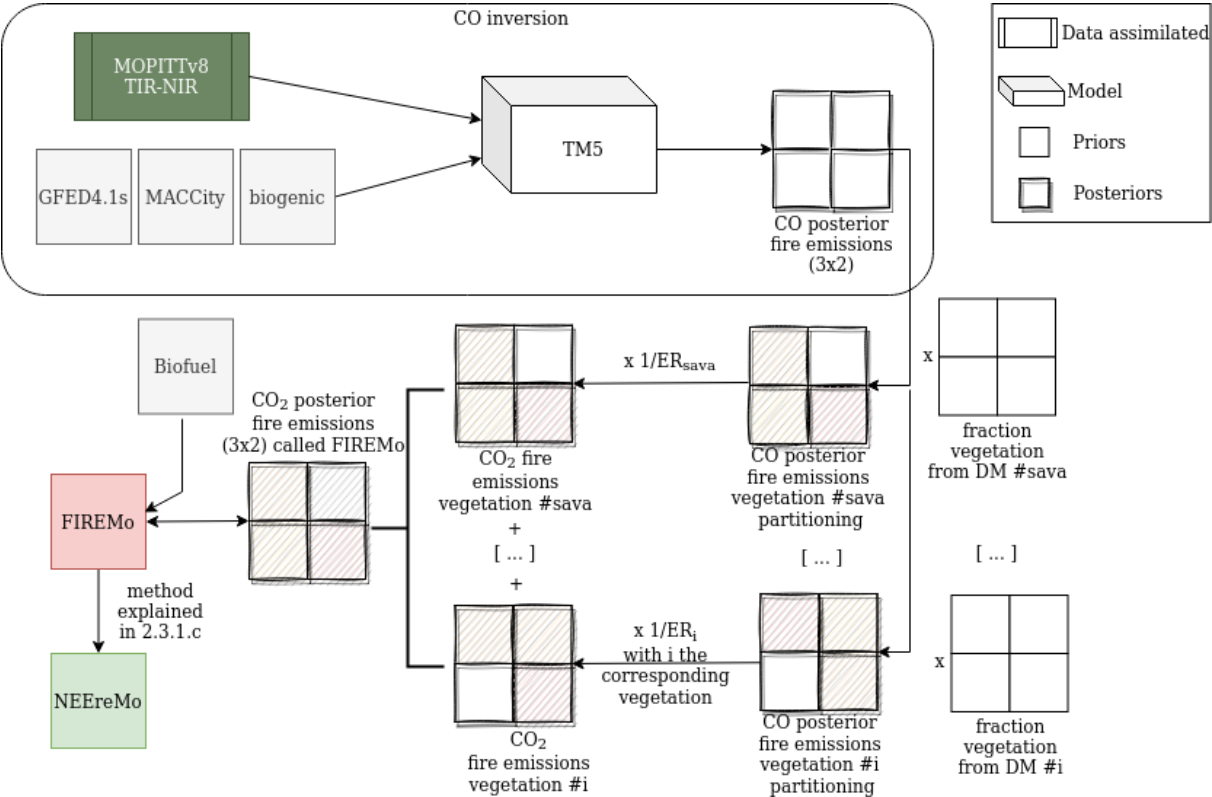 CO inversion
MOPITTv8
TIR-NIR
GFED4.1s
MACCity
biogenic
TM5
CO posterior
fire emissions
(3x2)
Data assimilated
Model
Priors
Posteriors
Biofuel
CO₂ posterior
fire emissions
(3x2) called FIREMo
FIREMo
method
explained
in 2.3.1.c
NEEreMo
CO₂ fire
emissions
vegetation #sava
+
[ ... ]
+
CO₂
fire emissions
vegetation #i
x 1/ERsava
x 1/ERi
with i the
corresponding
vegetation
CO posterior
fire emissions
vegetation #sava
partitioning
[ ... ]
CO posterior
fire emissions
vegetation #i
partitioning
x
fraction
vegetation
from DM #sava
[ ... ]
x
fraction
vegetation
from DM #i